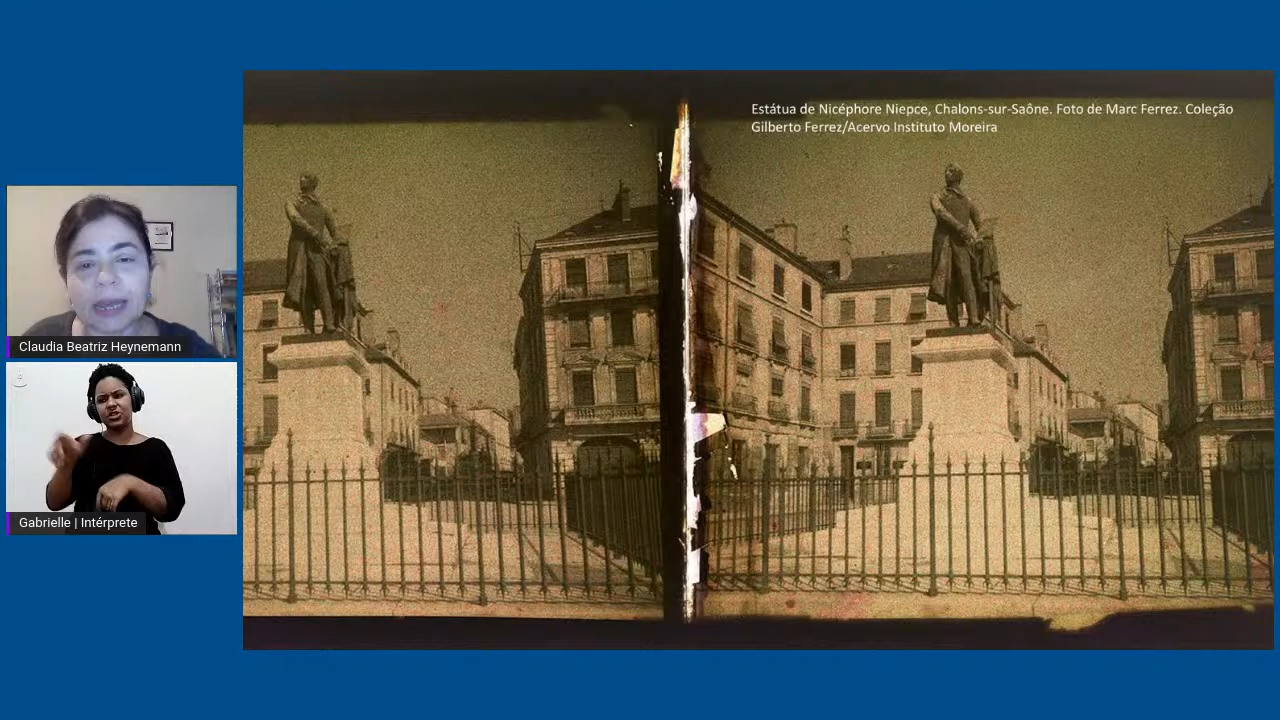 Estátua de Nicéphore Niepce, Chalons-sur-Saône. Foto de Marc Ferrez. Coleção
Gilberto Ferrez/Acervo Instituto Moreira
Claudia Beatriz Heynemann
Gabrielle | Intérprete